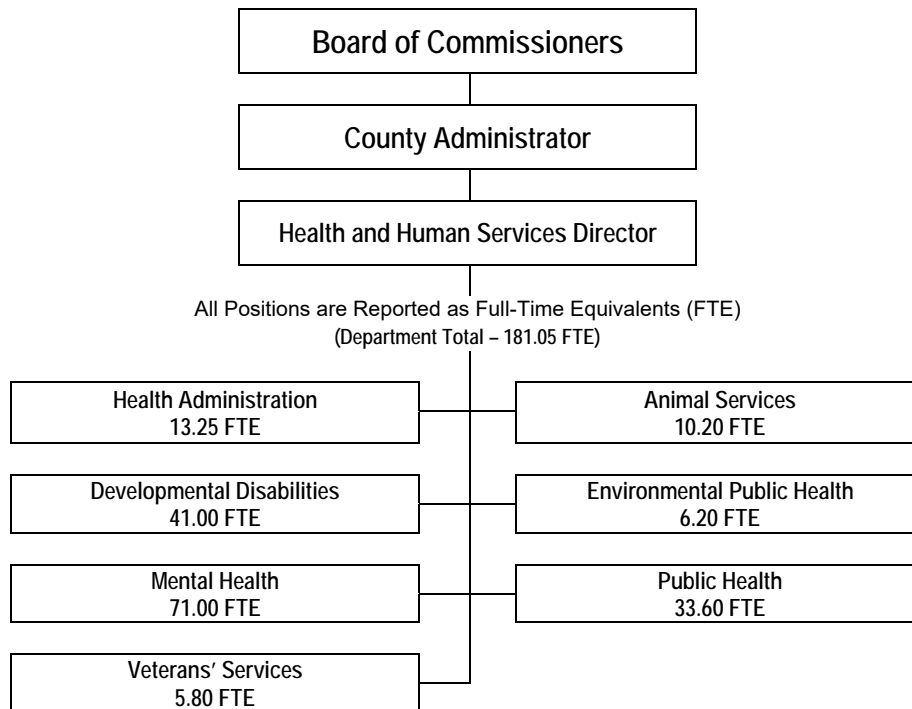 Board of Commissioners
County Administrator
Health and Human Services Director
All Positions are Reported as Full-Time Equivalents (FTE)
(Department Total – 181.05 FTE)
Health Administration
13.25 FTE
Animal Services
10.20 FTE
Developmental Disabilities
41.00 FTE
Environmental Public Health
6.20 FTE
Mental Health
71.00 FTE
Public Health
33.60 FTE
Veterans’ Services
5.80 FTE